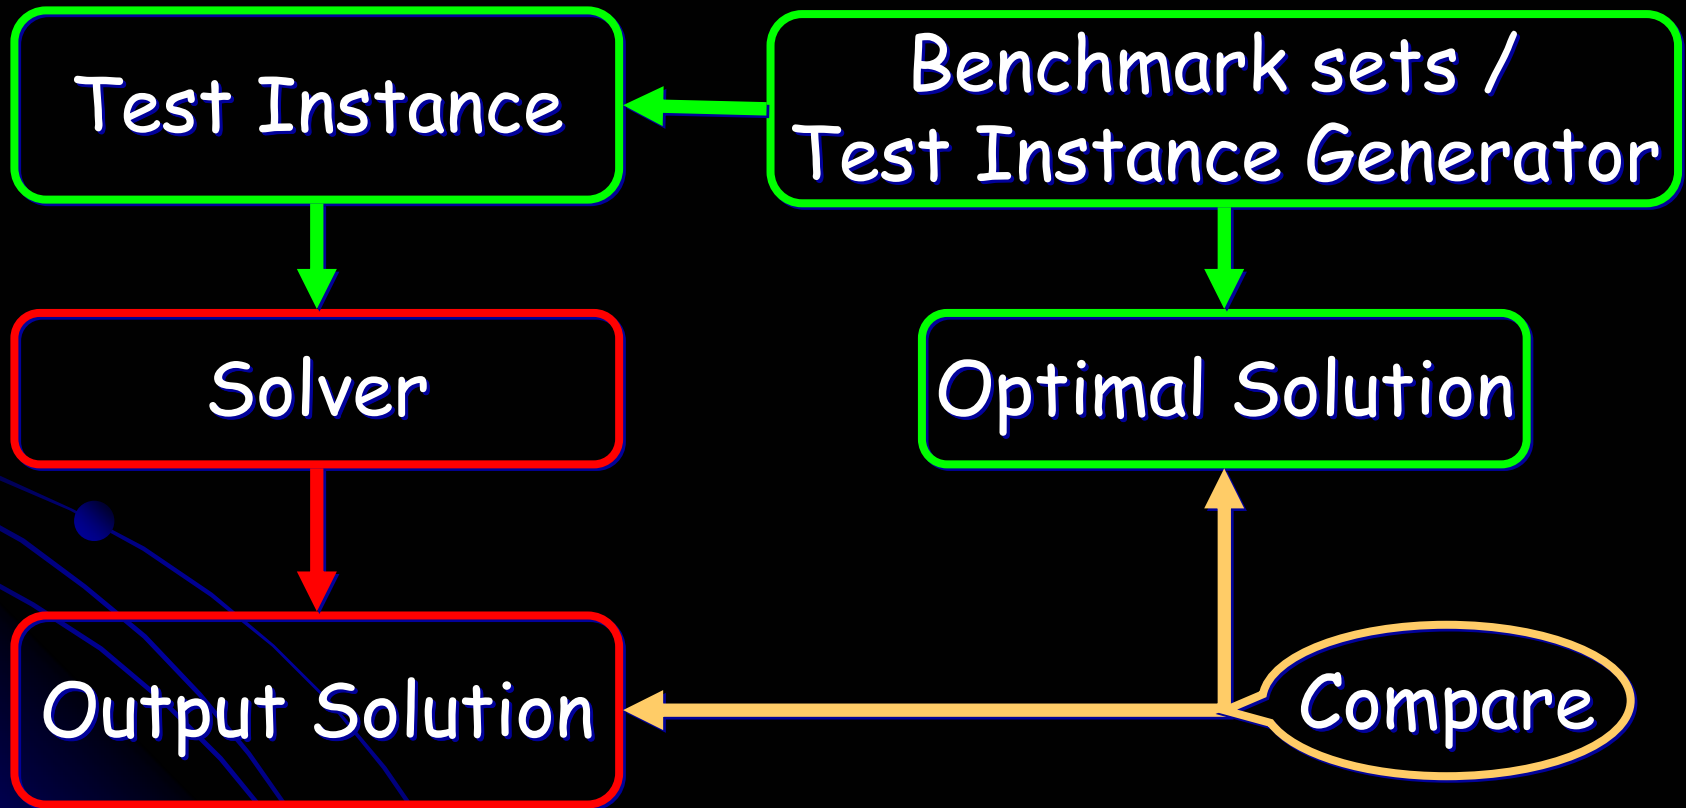 Test Instance
Benchmark sets /
Test Instance Generator
Solver
Optimal Solution
Output Solution
Compare